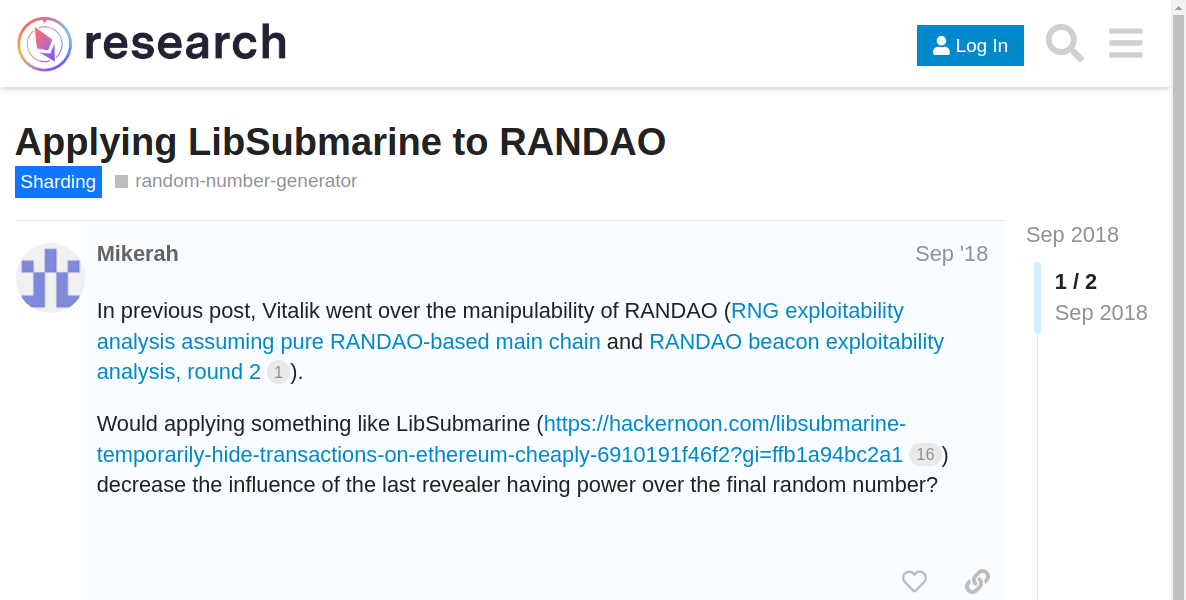 research
Log In
Applying LibSubmarine to RANDAO
Sharding random-number-generator
Mikerah Sep '18
In previous post, Vitalik went over the manipulability of RANDAO (RNG exploitability
analysis assuming pure RANDAO-based main chain and RANDAO beacon exploitability
analysis, round 2 1 ).
Would applying something like LibSubmarine (https://hackernoon.com/libsubmarine-
temporarily-hide-transactions-on-ethereum-cheaply-6910191f46f2?gi=ffb1a94bc2a1 16 )
decrease the influence of the last revealer having power over the final random number?
Sep 2018
1 / 2
Sep 2018